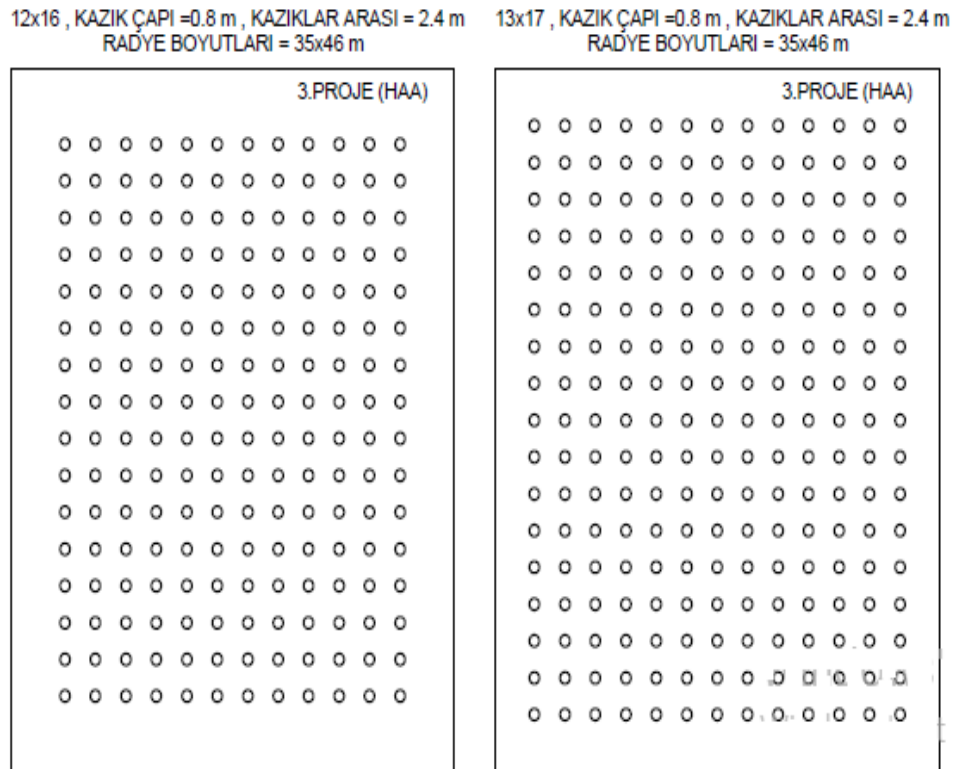 12x16 , KAZIK ÇAPI =0.8 m , KAZIKLAR ARASI = 2.4 m
RADYE BOYUTLARI = 35x46 m
3.PROJE (HAA)
13x17 , KAZIK ÇAPI =0.8 m , KAZIKLAR ARASI = 2.4 m
RADYE BOYUTLARI = 35x46 m
3.PROJE (HAA)